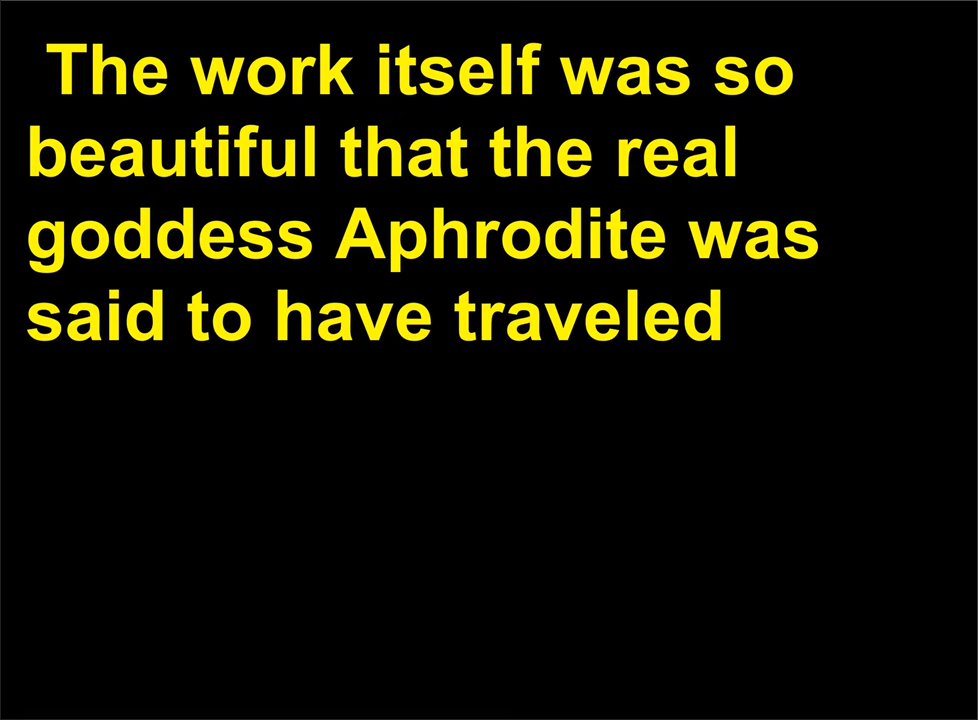 The work itself was so
beautiful that the real
goddess Aphrodite was
said to have traveled